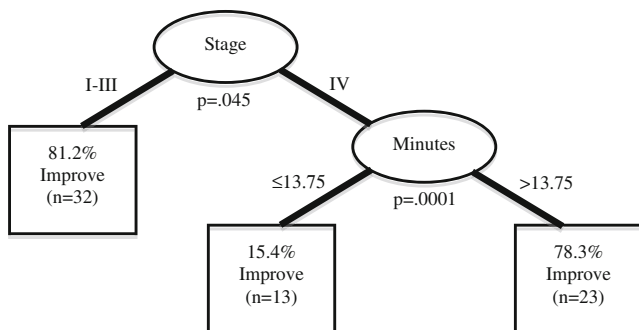 Stage
I-III
IV
p=.045
81.2%
Improve
(n=32)
Minutes
≤13.75
>13.75
p=.0001
15.4%
Improve
(n=13)
78.3%
Improve
(n=23)